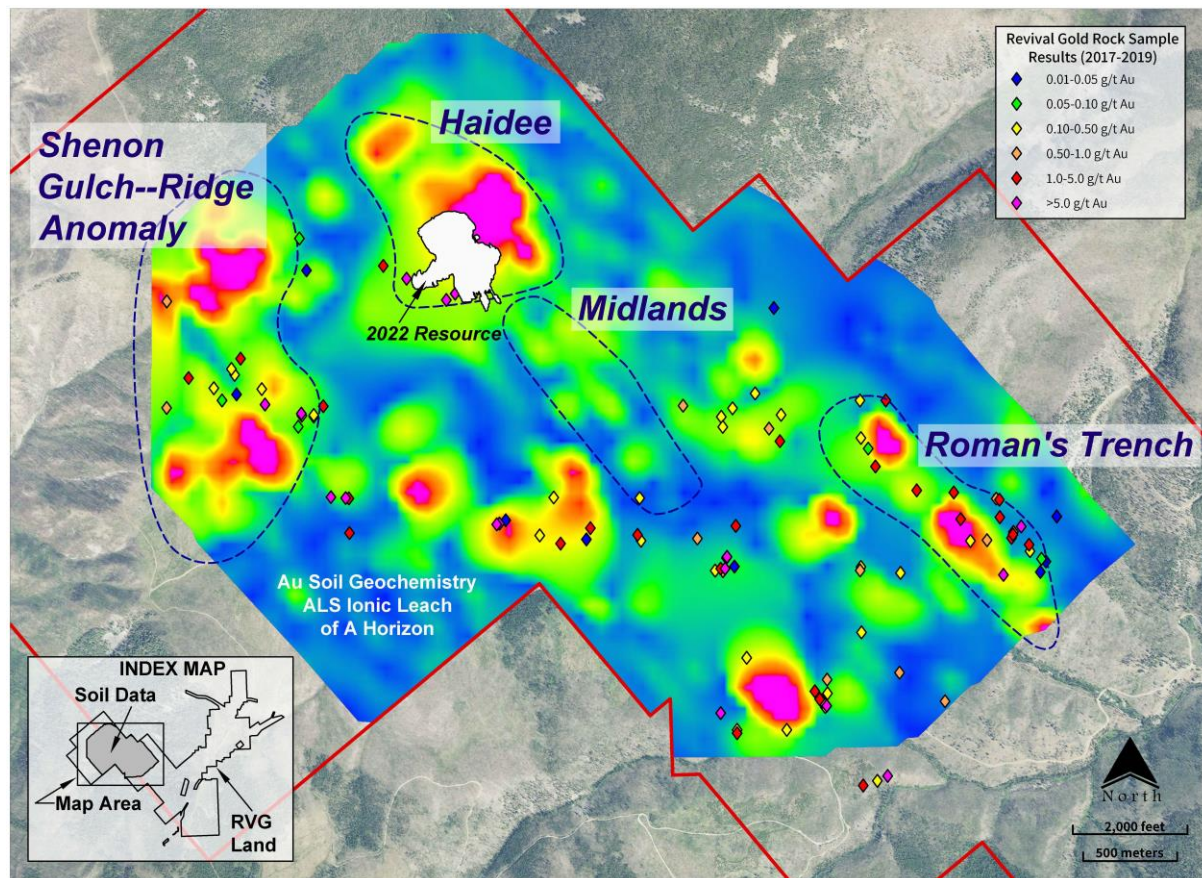 Revival Gold Rock Sample
Results (2017-2019)
0.01-0.05 g/t Au
0.05-0.10 g/t Au
0.10-0.50 g/t Au
0.50-1.0 g/t Au
1.0-5.0 g/t Au
>5.0 g/t Au
Haidee
Shenon
Gulch--Ridge
Anomaly
Midlands
2022 Resource
Roman's Trench
Au Soil Geochemistry
ALS Ionic Leach
of A Horizon
INDEX MAP
Soil Data
Map Area
RVG
Land
North
2,000 feet
500 meters